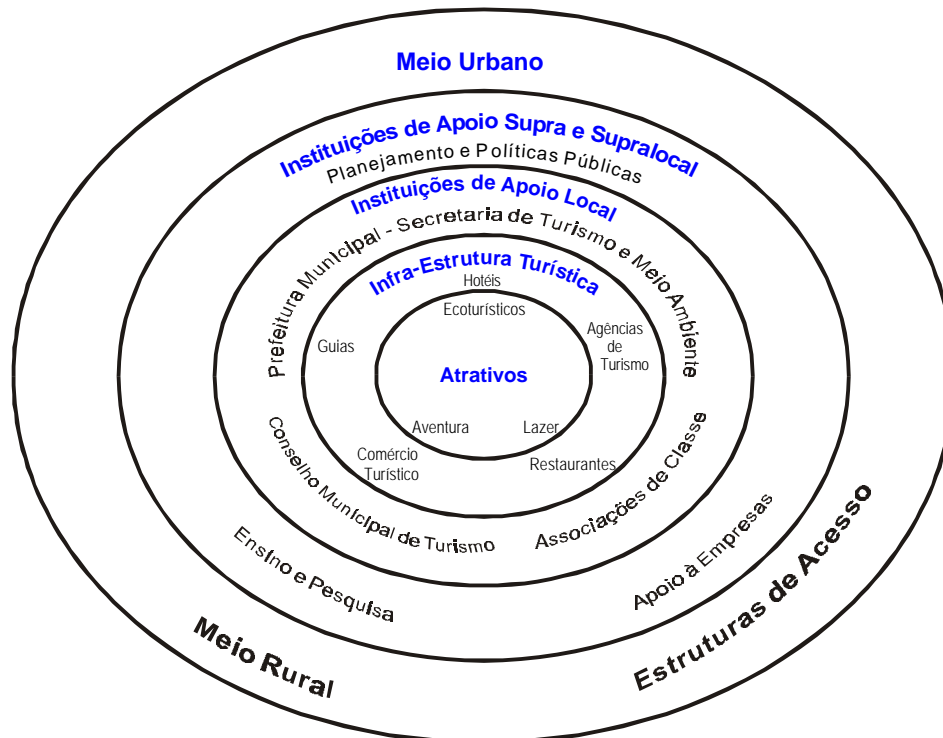 Meio Urbano
Instituições de Apoio Supra e Supralocal
Planejamento e Políticas Públicas
Instituições de Apoio Local
Prefeitura Municipal - Secretaria de Turismo e Meio Ambiente
Infra-Estrutura Turística
Hotéis
Ecoturísticos
Guias
Agências
de
Turismo
Atrativos
Aventura
Lazer
Comércio
Turístico
Restaurantes
Conselho Municipal de Turismo
Associações de Classe
Ensino e Pesquisa
Apoio à Empresas
Meio Rural
Estruturas de Acesso